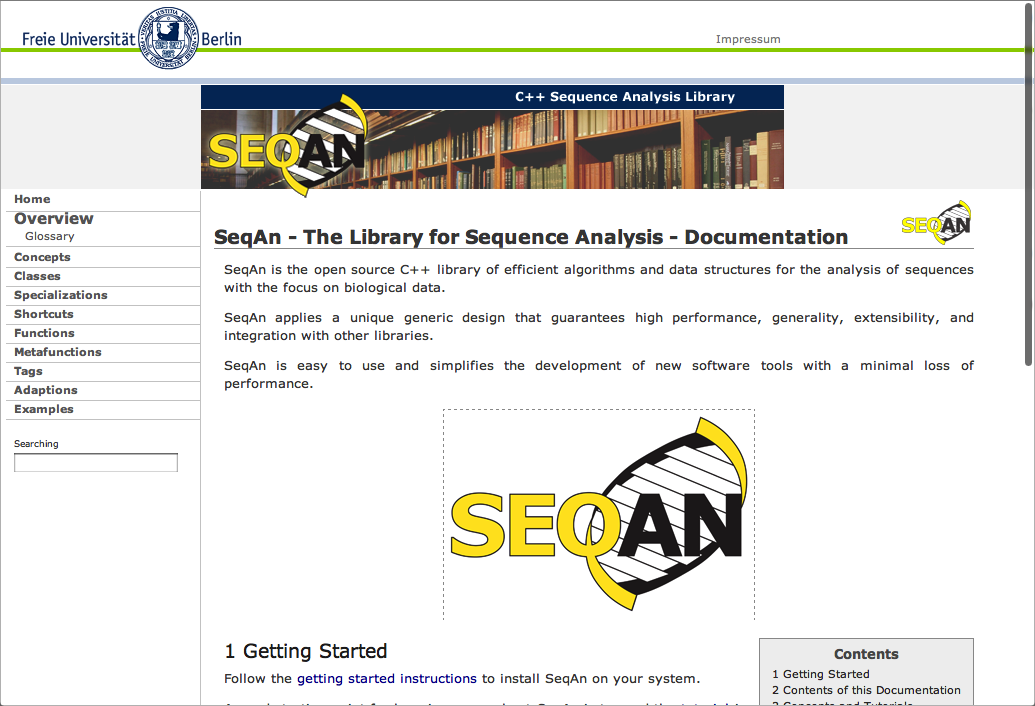 Freie Universität Berlin
Impressum
C++ Sequence Analysis Library
SEQAN
Home
Overview
Glossary
Concepts
Classes
Specializations
Shortcuts
Functions
Metafunctions
Tags
Adaptions
Examples
Searching
SEQAN
SeqAn - The Library for Sequence Analysis - Documentation
SeqAn is the open source C++ library of efficient algorithms and data structures for the analysis of sequences
with the focus on biological data.
SeqAn applies a unique generic design that guarantees high performance, generality, extensibility, and
integration with other libraries.
SeqAn is easy to use and simplifies the development of new software tools with a minimal loss of
performance.
SEQAN
1 Getting Started
Follow the getting started instructions to install SeqAn on your system.
Contents
1 Getting Started
2 Contents of this Documentation